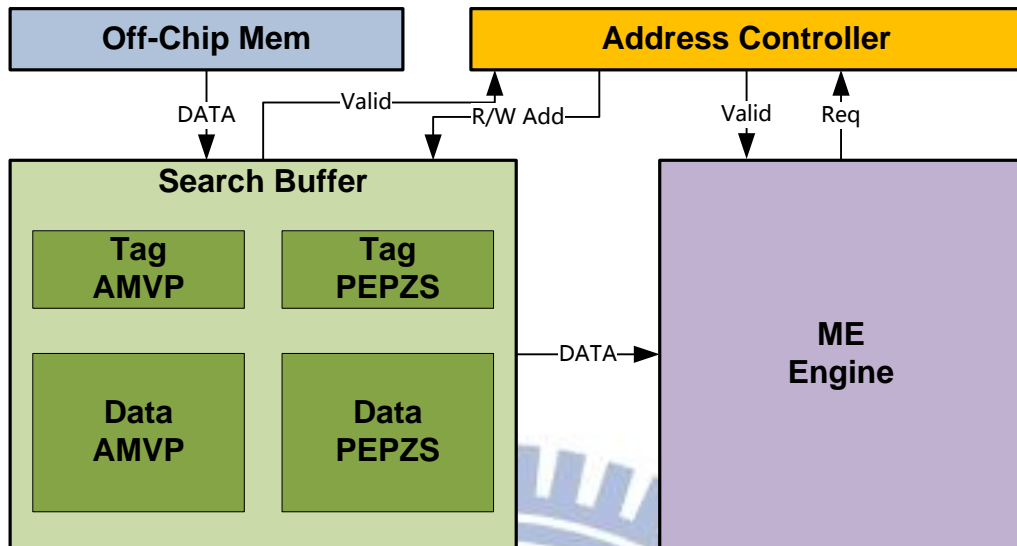 Off-Chip Mem
Address Controller
DATA
Valid
R/W Add
Valid
Req
Search Buffer
Tag
AMVP
Tag
PEPZS
DATA
ME
Engine
Data
AMVP
Data
PEPZS